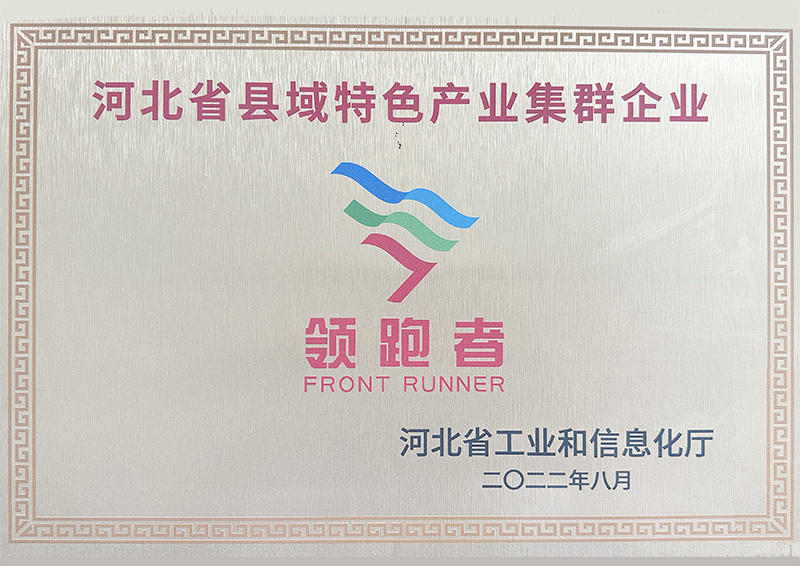 河北省县域特色产业集群企业
领跑者
FRONT RUNNER
河北省工业和信息化厅
二〇二二年八月